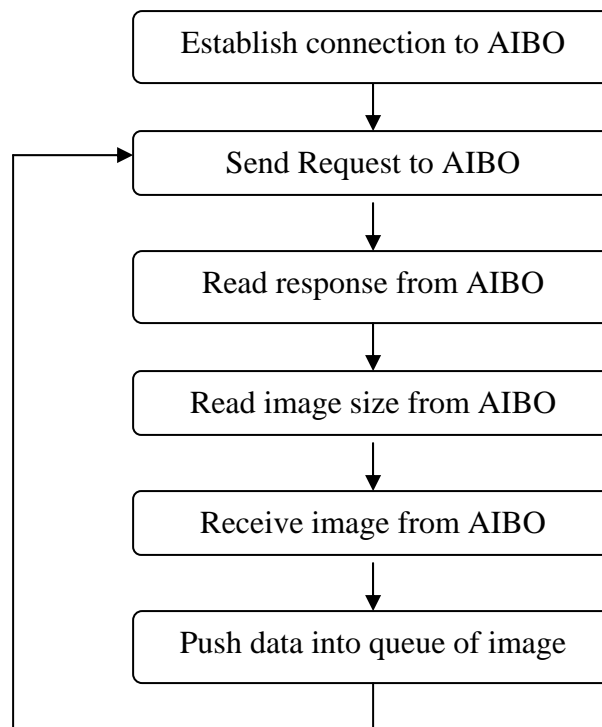 Establish connection to AIBO
Send Request to AIBO
Read response from AIBO
Read image size from AIBO
Receive image from AIBO
Push data into queue of image